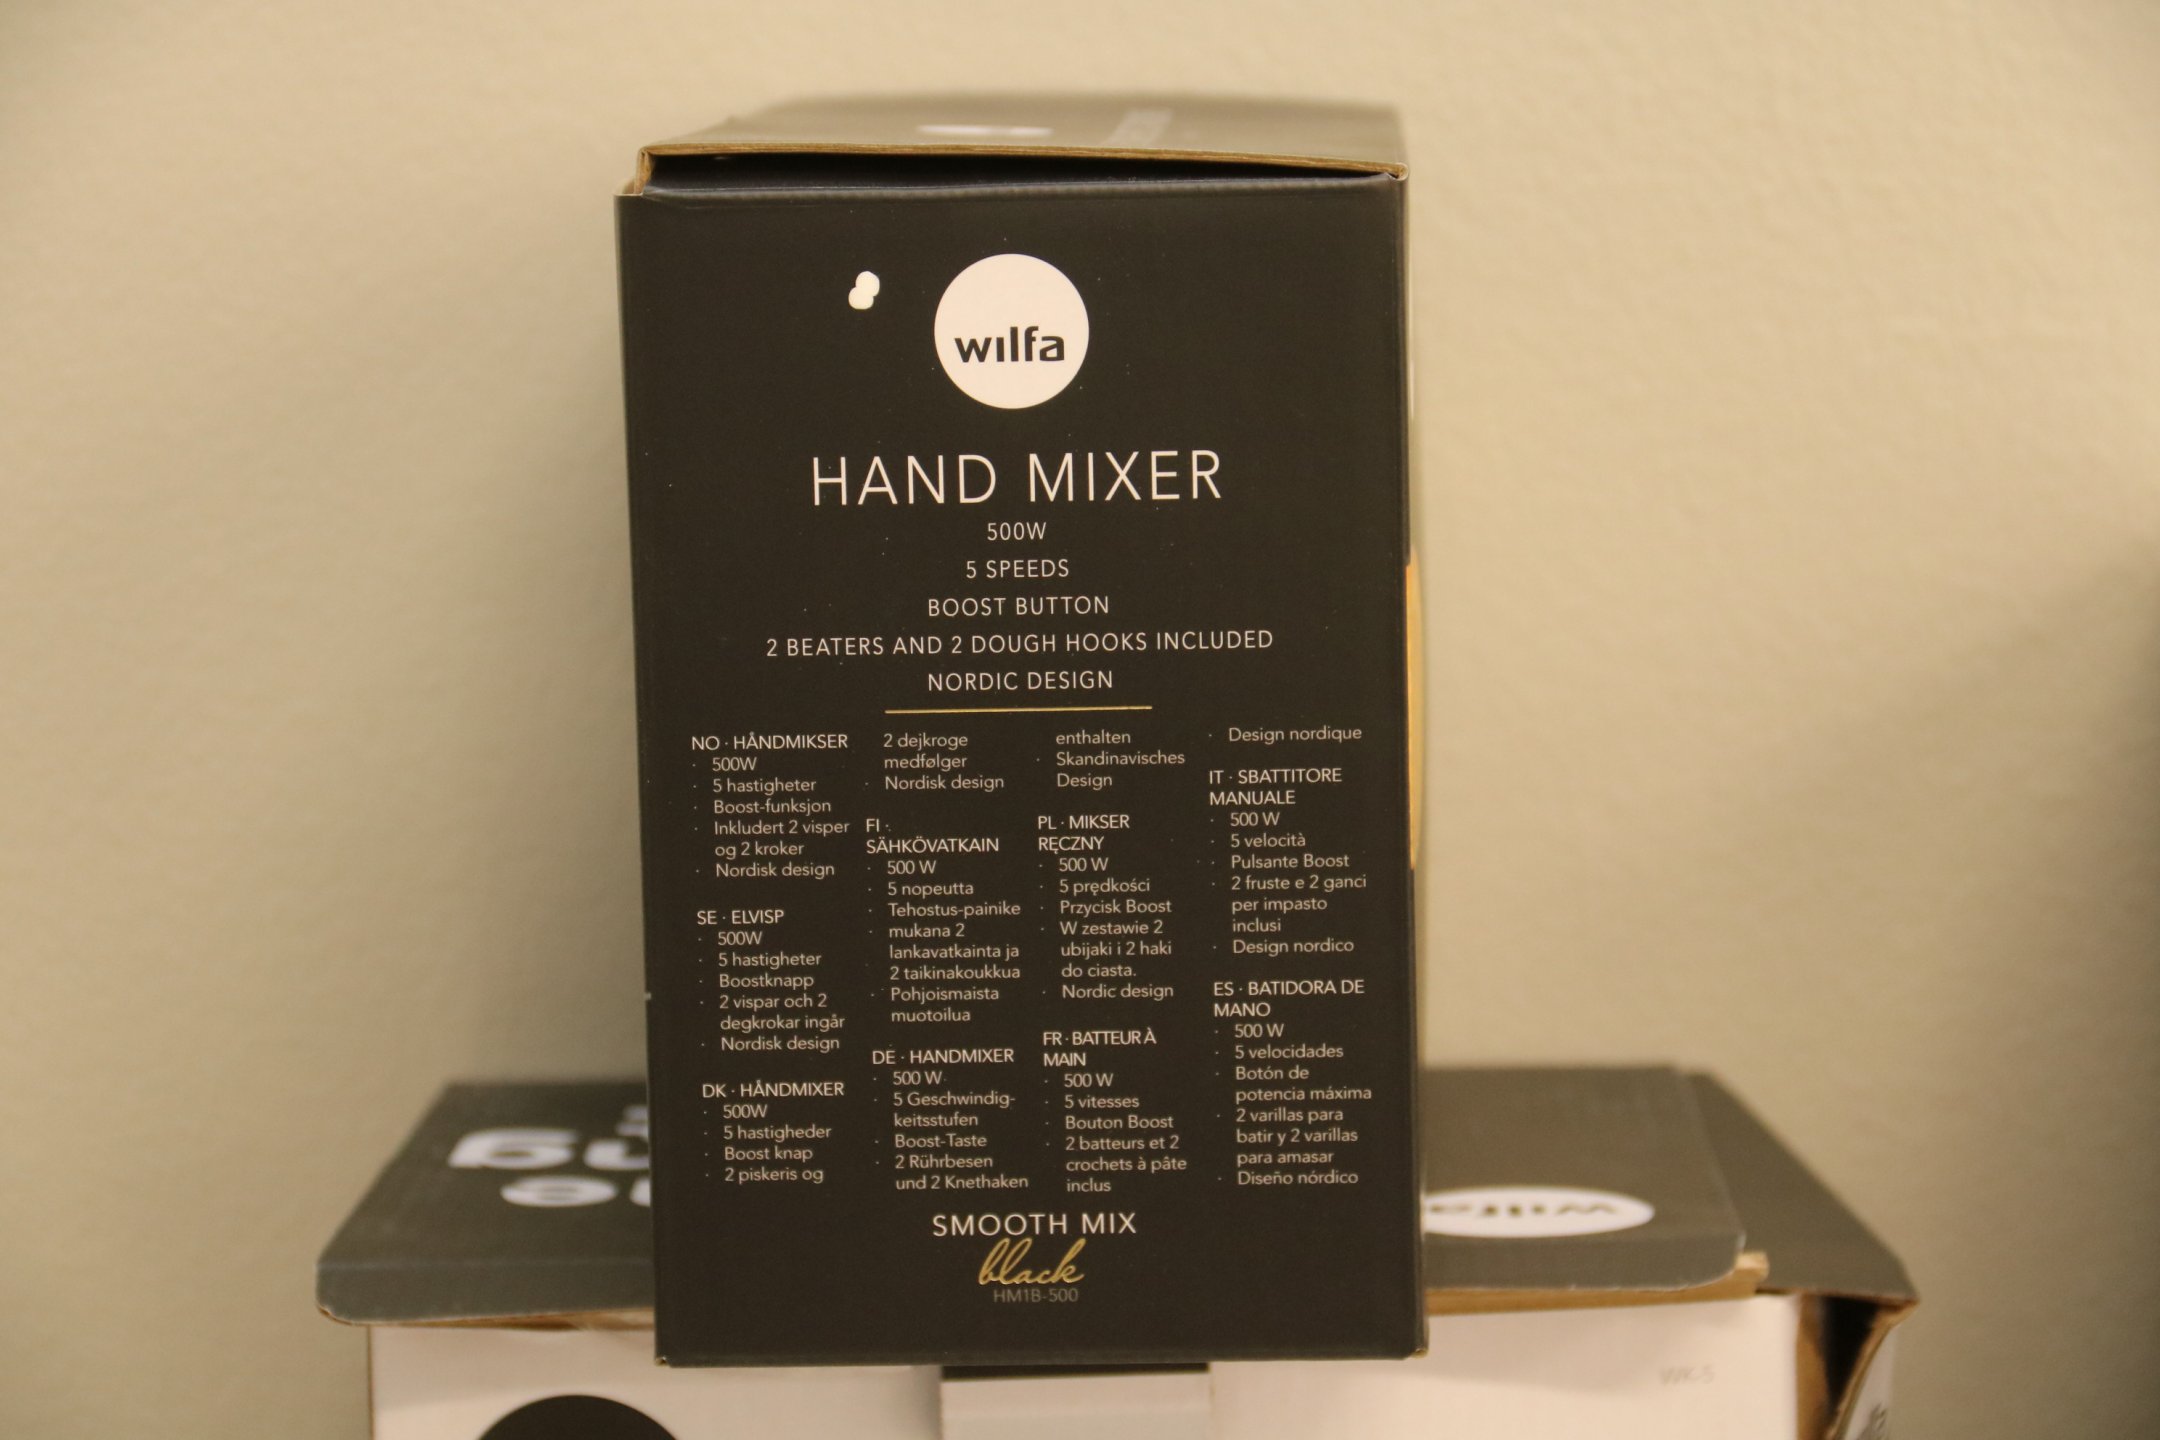 wilfa
HAND MIXER
500W
5 SPEEDS
BOOST BUTTON
2 BEATERS AND 2 DOUGH HOOKS INCLUDED
NORDIC DESIGN
NO · HÅNDMIKSER
· 500W
· 5 hastigheter
· Boost-funksjon
· Inkludert 2 visper
og 2 kroker
· Nordisk design
SE · ELVISP
· 500W
· 5 hastigheter
· Boostknapp
· 2 vispar och 2
degkrokar ingår
· Nordisk design
DK · HÅNDMIXER
· 500W
· 5 hastigheder
· Boost knap
· 2 piskeris og
2 dejkroge
medfølger
· Nordisk design
FI ·
SÄHKÖVATKAIN
· 500 W
· 5 nopeutta
· Tehostus-painike
· mukana 2
lankavatkainta ja
2 taikinakoukkua
· Pohjoismaista
muotoilua
DE · HANDMIXER
· 500 W
· 5 Geschwindig-
keitsstufen
· Boost-Taste
· 2 Rührbesen
und 2 Knethaken
enthalten
· Skandinavisches
Design
PL · MIKSER
RĘCZNY
· 500 W
· 5 prędkości
· Przycisk Boost
· W zestawie 2
ubijaki i 2 haki
do ciasta.
· Nordic design
FR · BATTEUR À
MAIN
· 500 W
· 5 vitesses
· Bouton Boost
· 2 batteurs et 2
crochets à pâte
inclus
· Design nordique
IT · SBATTITORE
MANUALE
· 500 W
· 5 velocità
· Pulsante Boost
· 2 fruste e 2 ganci
per impasto
inclusi
· Design nordico
ES · BATIDORA DE
MANO
· 500 W
· 5 velocidades
· Botón de
potencia máxima
· 2 varillas para
batir y 2 varillas
para amasar
· Diseño nórdico
SMOOTH MIX
black
HM1B-500
wilfa
WK-5